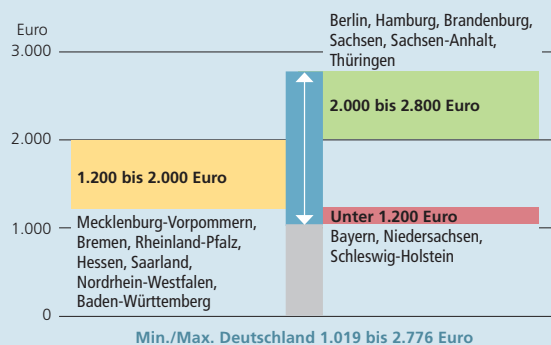 Euro
3.000
2.000
1.000
0
Berlin, Hamburg, Brandenburg,
Sachsen, Sachsen-Anhalt,
Thüringen
2.000 bis 2.800 Euro
1.200 bis 2.000 Euro
Mecklenburg-Vorpommern,
Bremen, Rheinland-Pfalz,
Hessen, Saarland,
Nordrhein-Westfalen,
Baden-Württemberg
Unter 1.200 Euro
Bayern, Niedersachsen,
Schleswig-Holstein
Min./Max. Deutschland 1.019 bis 2.776 Euro